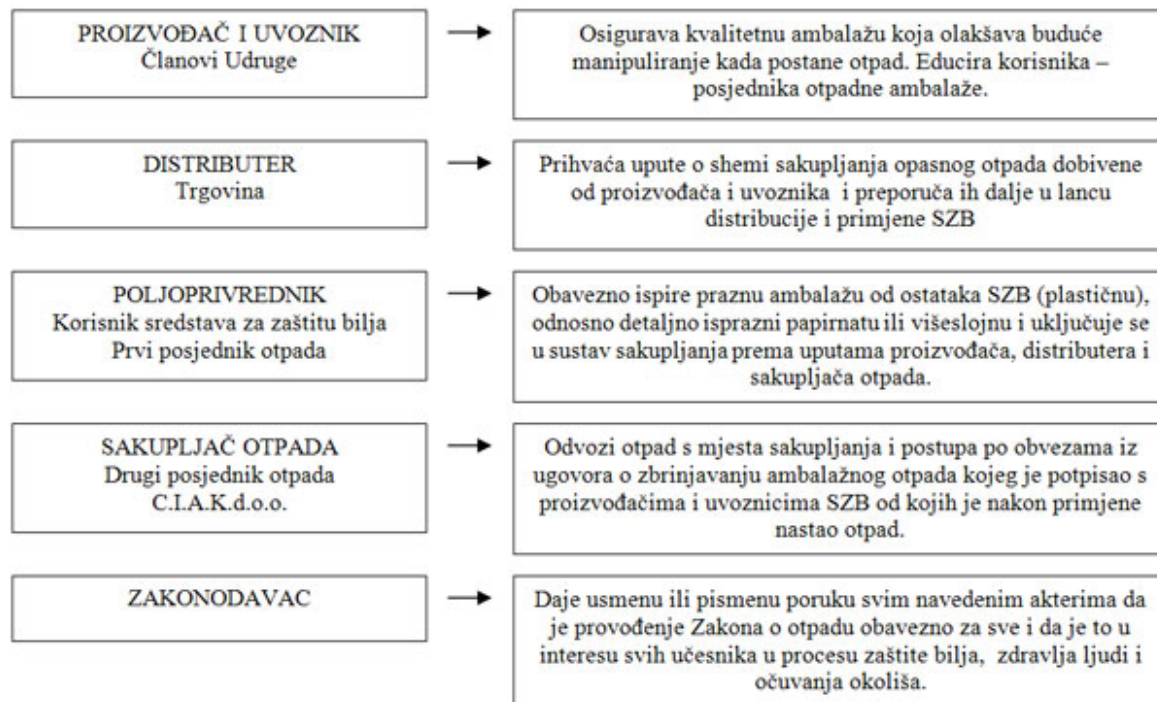 PROIZVOĐAČ I UVOZNIK
Članovi Udruge
Osigurava kvalitetnu ambalažu koja olakšava buduće
manipuliranje kada postane otpad. Educira korisnika –
posjednika otpadne ambalaže.
DISTRIBUTER
Trgovina
Prihvaća upute o shemi sakupljanja opasnog otpada dobivene
od proizvođača i uvoznika i preporuča ih dalje u lancu
distribucije i primjene SZB
POLJOPRIVREDNIK
Korisnik sredstava za zaštitu bilja
Prvi posjednik otpada
Obavezno ispire praznu ambalažu od ostataka SZB (plastičnu),
odnosno detaljno isprazni papirnatu ili višeslojnu i uključuje se
u sustav sakupljanja prema uputama proizvođača, distributera i
sakupljača otpada.
SAKUPLJAČ OTPADA
Drugi posjednik otpada
C.I.A.K.d.o.o.
Odvozi otpad s mjesta sakupljanja i postupa po obvezama iz
ugovora o zbrinjavanju ambalažnog otpada kojeg je potpisao s
proizvođačima i uvoznicima SZB od kojih je nakon primjene
nastao otpad.
ZAKONODAVAC
Daje usmenu ili pismenu poruku svim navedenim akterima da
je provođenje Zakona o otpadu obavezno za sve i da je to u
interesu svih učesnika u procesu zaštite bilja, zdravlja ljudi i
očuvanja okoliša.